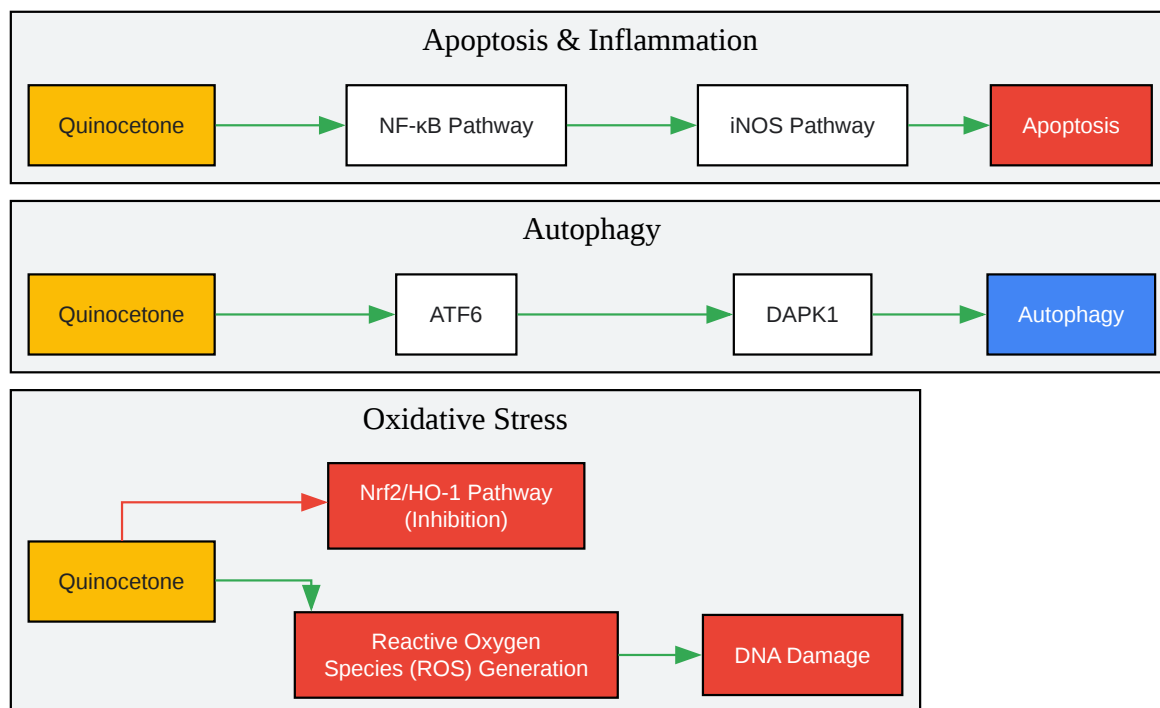 Apoptosis & Inflammation
Quinocetone
NF-κB Pathway
iNOS Pathway
Apoptosis
Autophagy
Quinocetone
ATF6
DAPK1
Autophagy
Oxidative Stress
Nrf2/HO-1 Pathway
(Inhibition)
Quinocetone
Reactive Oxygen
Species (ROS) Generation
DNA Damage